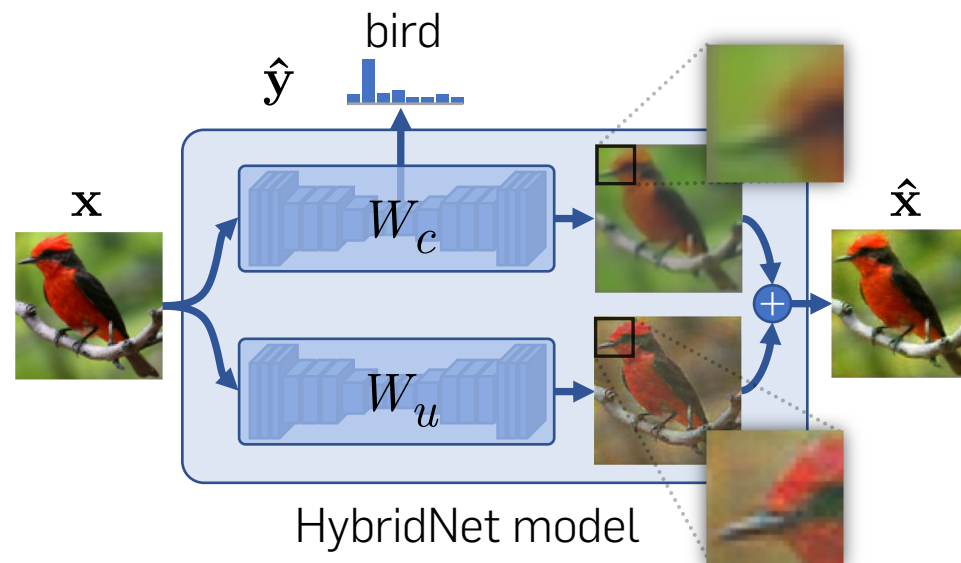 bird
ŷ
x
W_c
x̂
+
W_u
HybridNet model